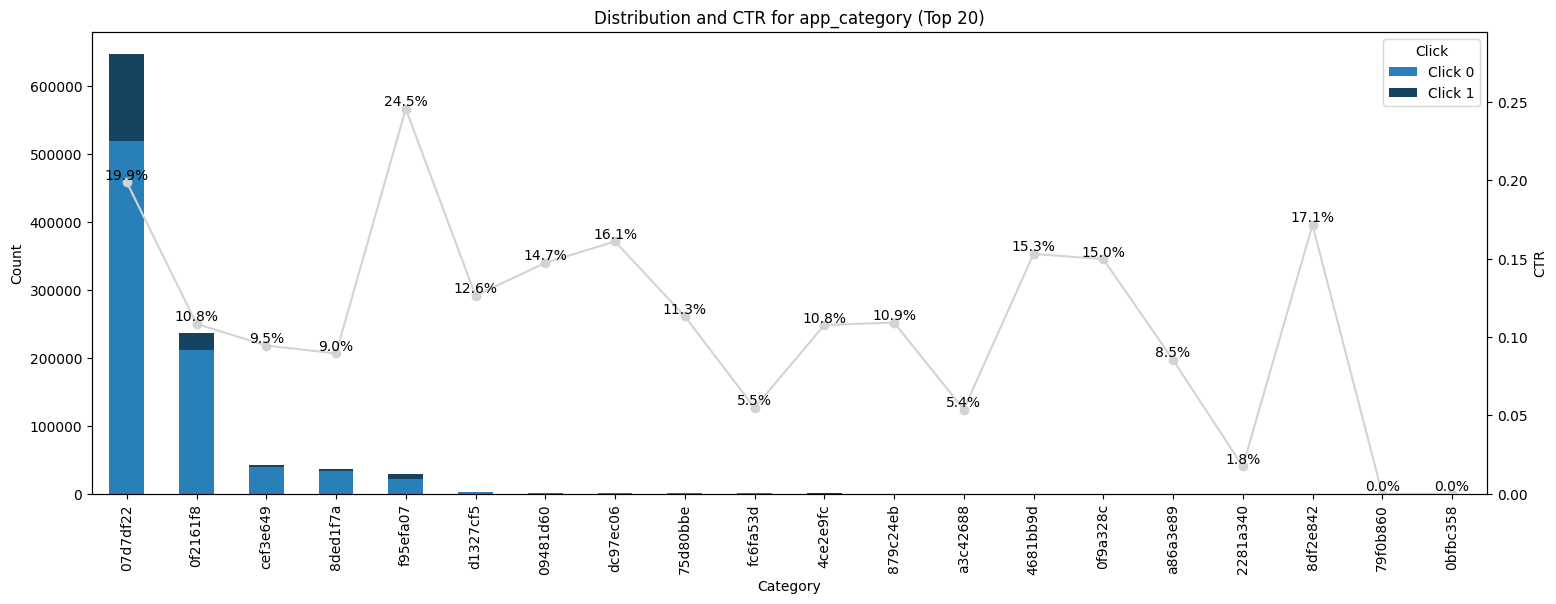 Distribution and CTR for app_category (Top 20)
Click
Click 0
Click 1
Count
600000
500000
400000
300000
200000
100000
0
CTR
0.25
0.20
0.15
0.10
0.05
0.00
19.9%
10.8%
9.5%
9.0%
24.5%
12.6%
14.7%
16.1%
11.3%
5.5%
10.8%
10.9%
5.4%
15.3%
15.0%
8.5%
1.8%
17.1%
0.0%
0.0%
07d7df22
0f2161f8
cef3e649
8ded1f7a
f95efa07
d1327cf5
09481d60
dc97ec06
75d80bbe
fc6fa53d
4ce2e9fc
879c24eb
a3c42688
4681bb9d
0f9a328c
a86a3e89
2281a340
8df2e842
79f0b860
0bfbc358
Category